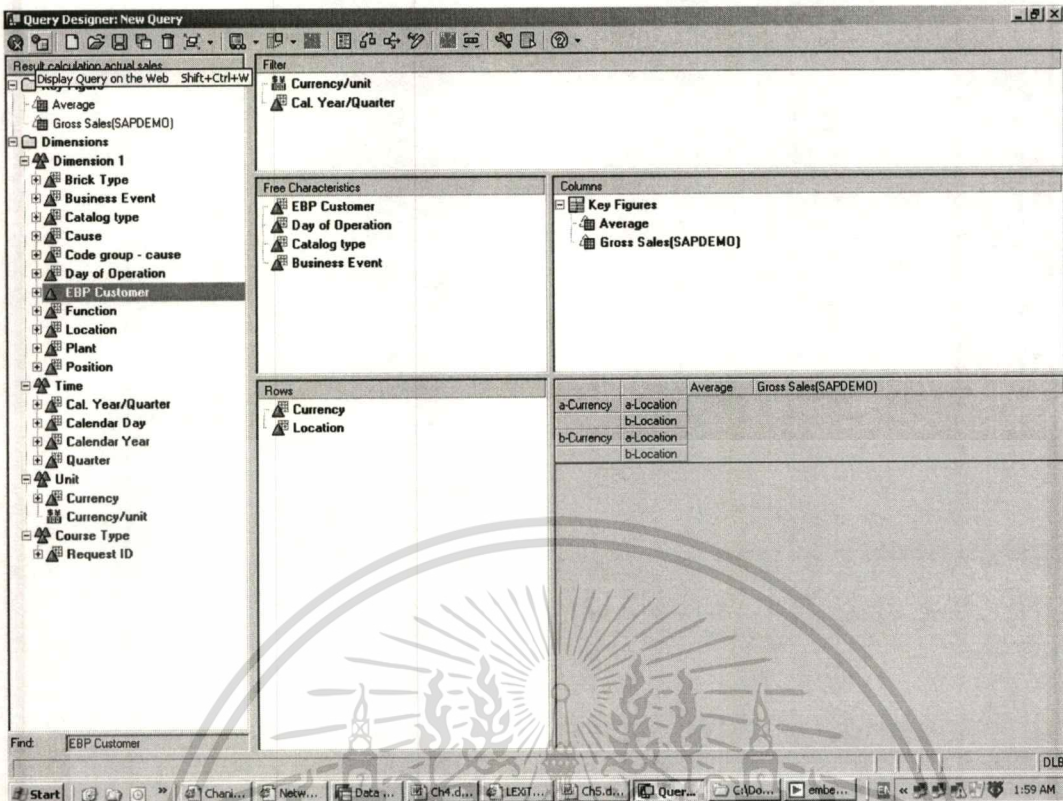 Query Designer: New Query
Result calculation actual sales
Display Query on the Web Shift+Ctrl+W
Key Figure
Average
Gross Sales(SAPDEMO)
Dimensions
Dimension 1
Brick Type
Business Event
Catalog type
Cause
Code group - cause
Day of Operation
EBP Customer
Function
Location
Plant
Position
Time
Cal. Year/Quarter
Calendar Day
Calendar Year
Quarter
Unit
Currency
Currency/unit
Course Type
Request ID
Find: EBP Customer
Filter
Currency/unit
Cal. Year/Quarter
Free Characteristics
EBP Customer
Day of Operation
Catalog type
Business Event
Columns
Key Figures
Average
Gross Sales(SAPDEMO)
Rows
Currency
Location
Average Gross Sales(SAPDEMO)
a-Currency a-Location
b-Location
b-Currency a-Location
b-Location
DLB
Start » Chani... Netw... Data ... Ch4.d... LEXIT... Ch5.d... Quer... C:\Do... embe... EN « 1:59 AM